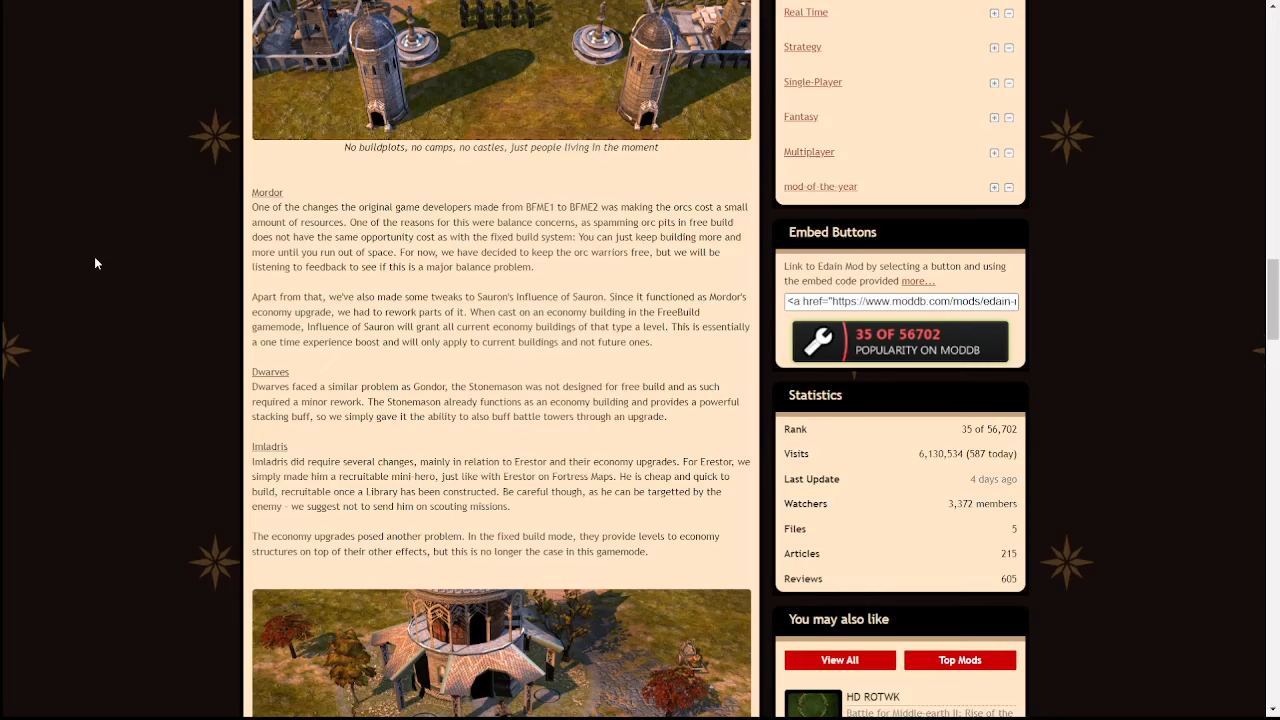 No buildplots, no camps, no castles, just people living in the moment
Mordor
One of the changes the original game developers made from BFME1 to BFME2 was making the orcs cost a small
amount of resources. One of the reasons for this were balance concerns, as spamming orc pits in free build
does not have the same opportunity cost as with the fixed build system: You can just keep building more and
more until you run out of space. For now, we have decided to keep the orc warriors free, but we will be
listening to feedback to see if this is a major balance problem.
Apart from that, we've also made some tweaks to Sauron's Influence of Sauron. Since it functioned as Mordor's
economy upgrade, we had to rework parts of it. When cast on an economy building in the FreeBuild
gamemode, Influence of Sauron will grant all current economy buildings of that type a level. This is essentially
a one time experience boost and will only apply to current buildings and not future ones.
Dwarves
Dwarves faced a similar problem as Gondor, the Stonemason was not designed for free build and as such
required a minor rework. The Stonemason already functions as an economy building and provides a powerful
stacking buff, so we simply gave it the ability to also buff battle towers through an upgrade.
Imladris
Imladris did require several changes, mainly in relation to Erestor and their economy upgrades. For Erestor, we
simply made him a recruitable mini-hero, just like with Erestor on Fortress Maps. He is cheap and quick to
build, recruitable once a Library has been constructed. Be careful though, as he can be targetted by the
enemy - we suggest not to send him on scouting missions.
The economy upgrades posed another problem. In the fixed build mode, they provide levels to economy
structures on top of their other effects, but this is no longer the case in this gamemode.
Real Time
Strategy
Single-Player
Fantasy
Multiplayer
mod-of-the-year
Embed Buttons
Link to Edain Mod by selecting a button and using
the embed code provided more...
<a href="https://www.moddb.com/mods/edain-
35 OF 56702
POPULARITY ON MODDB
Statistics
Rank 35 of 56,702
Visits 6,130,534 (587 today)
Last Update 4 days ago
Watchers 3,372 members
Files 5
Articles 215
Reviews 605
You may also like
View All Top Mods
HD ROTWK
Battle for Middle-earth II: Rise of the